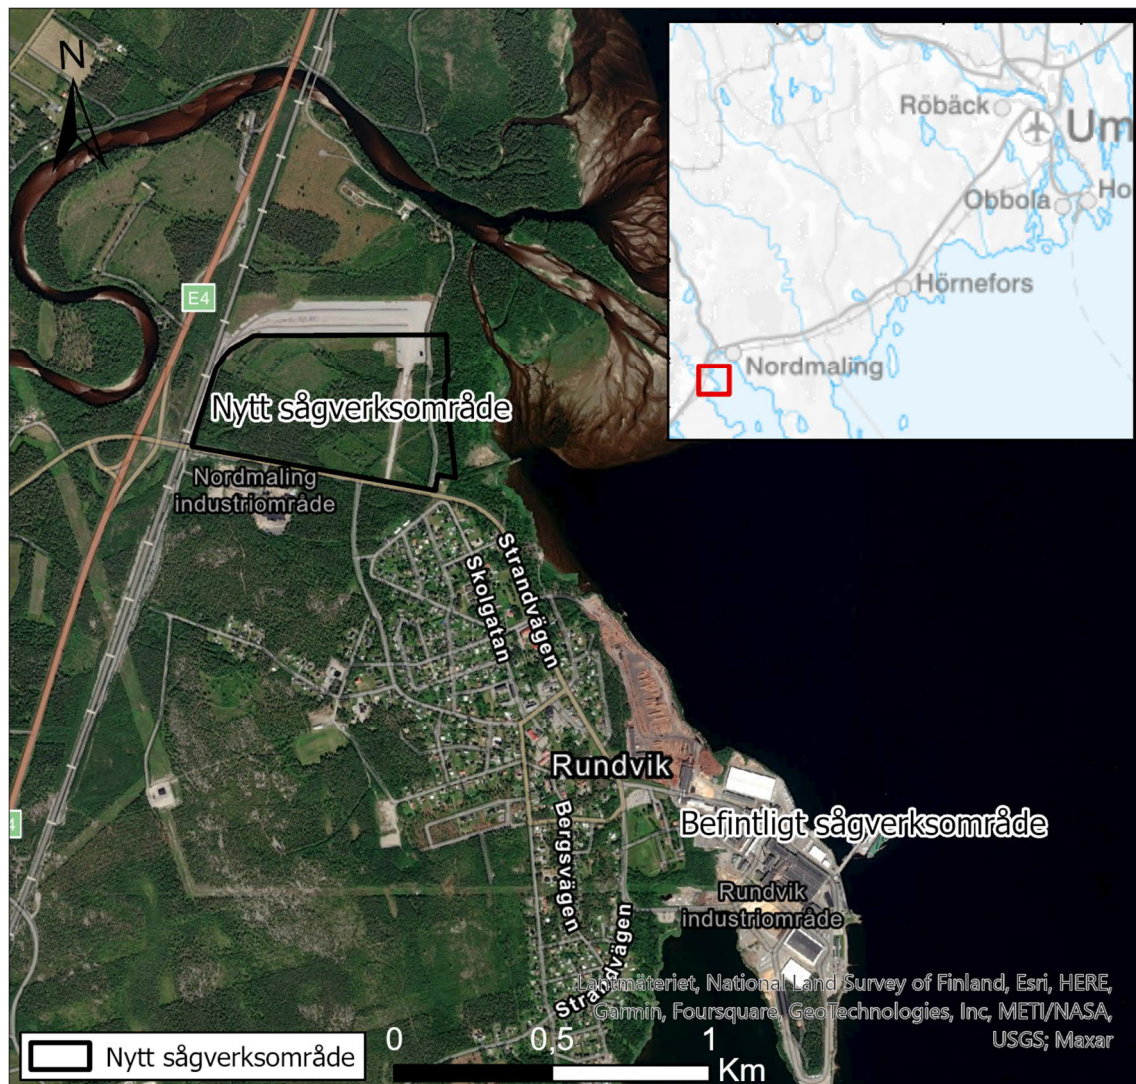 N
Röbäck
Um
Obbola
Ho
Hörnefors
Nordmaling
E4
Nytt sågverksområde
Nordmaling
industriområde
Strandvägen
Skolgatan
Rundvik
Befintligt sågverksområde
Bergsvägen
Rundvik
industriområde
Strandvägen
4
Lantmäteriet, National Land Survey of Finland, Esri, HERE,
Garmin, Foursquare, GeoTechnologies, Inc, METI/NASA,
USGS; Maxar
Nytt sågverksområde
0 0,5 1
Km